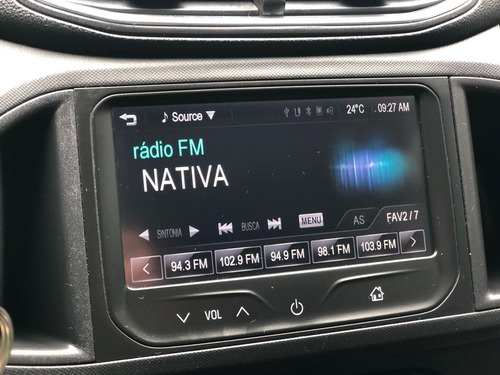 ♪ Source ▼ 24°C 09:27 AM
rádio FM
NATIVA
◀ SINTONIA ▶ BUSCA MENU AS FAV2 / 7
< 94.3 FM 102.9 FM 94.9 FM 98.1 FM 103.9 FM >
VOL